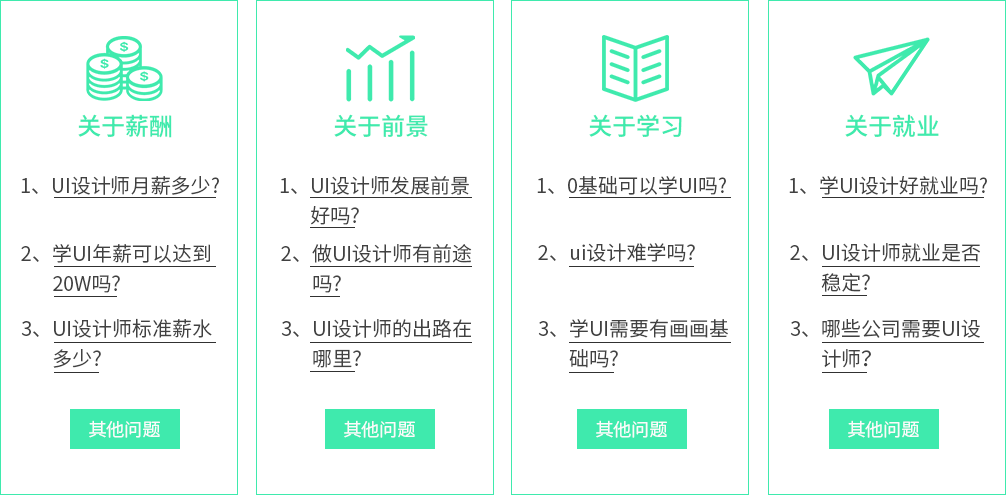 关于薪酬
1、UI设计师月薪多少?
2、学UI年薪可以达到
20W吗?
3、UI设计师标准薪水
多少?
其他问题
关于前景
1、UI设计师发展前景
好吗?
2、做UI设计师有前途
吗?
3、UI设计师的出路在
哪里?
其他问题
关于学习
1、0基础可以学UI吗?
2、ui设计难学吗?
3、学UI需要有画画基
础吗?
其他问题
关于就业
1、学UI设计好就业吗?
2、UI设计师就业是否
稳定?
3、哪些公司需要UI设
计师?
其他问题